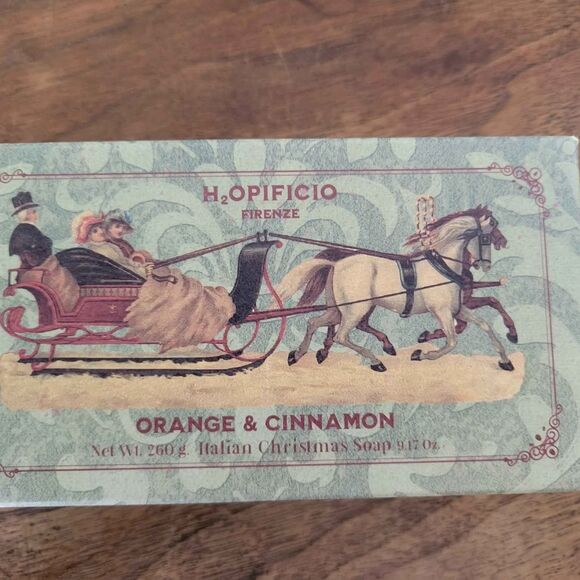 H₂OPIFICIO
FIRENZE
ORANGE & CINNAMON
Net Wt. 260 g. Italian Christmas Soap 9.17 Oz.